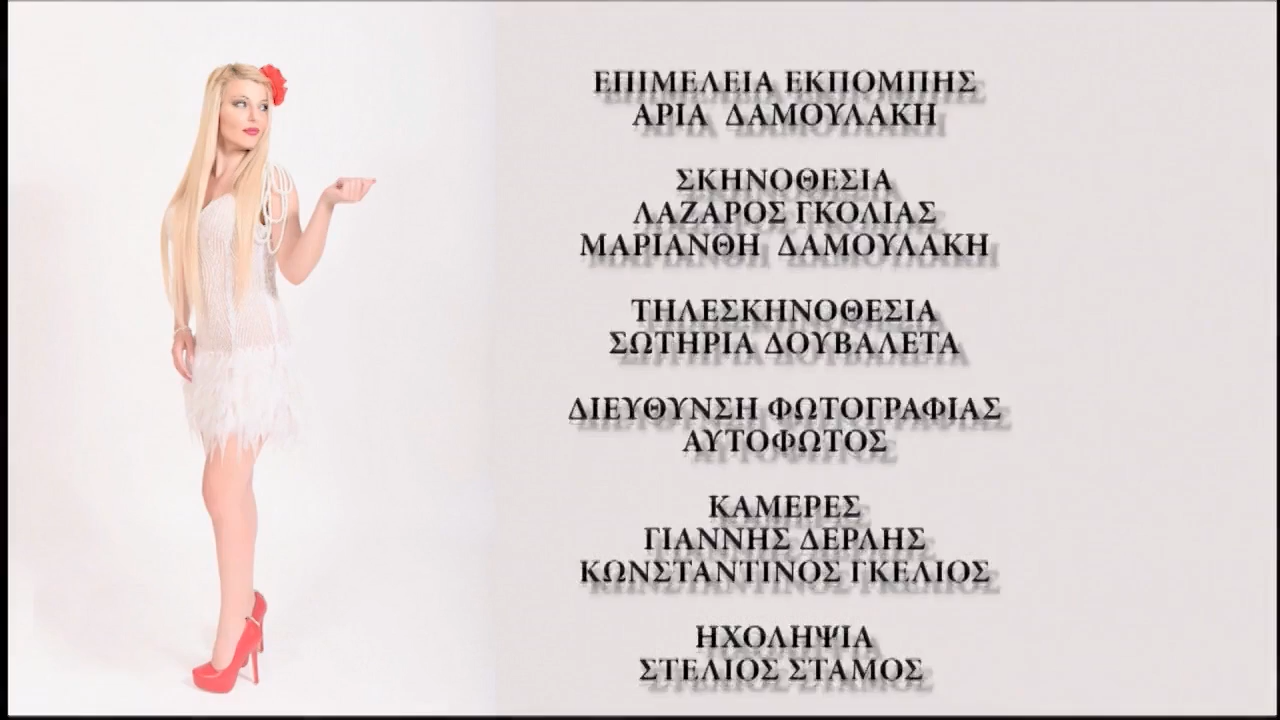 ΕΠΙΜΕΛΕΙΑ ΕΚΠΟΜΠΗΣ
ΑΡΙΑ ΔΑΜΟΥΛΑΚΗ
ΣΚΗΝΟΘΕΣΙΑ
ΛΑΖΑΡΟΣ ΓΚΟΛΙΑΣ
ΜΑΡΙΑΝΘΗ ΔΑΜΟΥΛΑΚΗ
ΤΗΛΕΣΚΗΝΟΘΕΣΙΑ
ΣΩΤΗΡΙΑ ΔΟΥΒΑΛΕΤΑ
ΔΙΕΥΘΥΝΣΗ ΦΩΤΟΓΡΑΦΙΑΣ
ΑΥΤΟΦΩΤΟΣ
ΚΑΜΕΡΕΣ
ΓΙΑΝΝΗΣ ΔΕΡΛΗΣ
ΚΩΝΣΤΑΝΤΙΝΟΣ ΓΚΕΛΙΟΣ
ΗΧΟΛΗΨΙΑ
ΣΤΕΛΙΟΣ ΣΤΑΜΟΣ